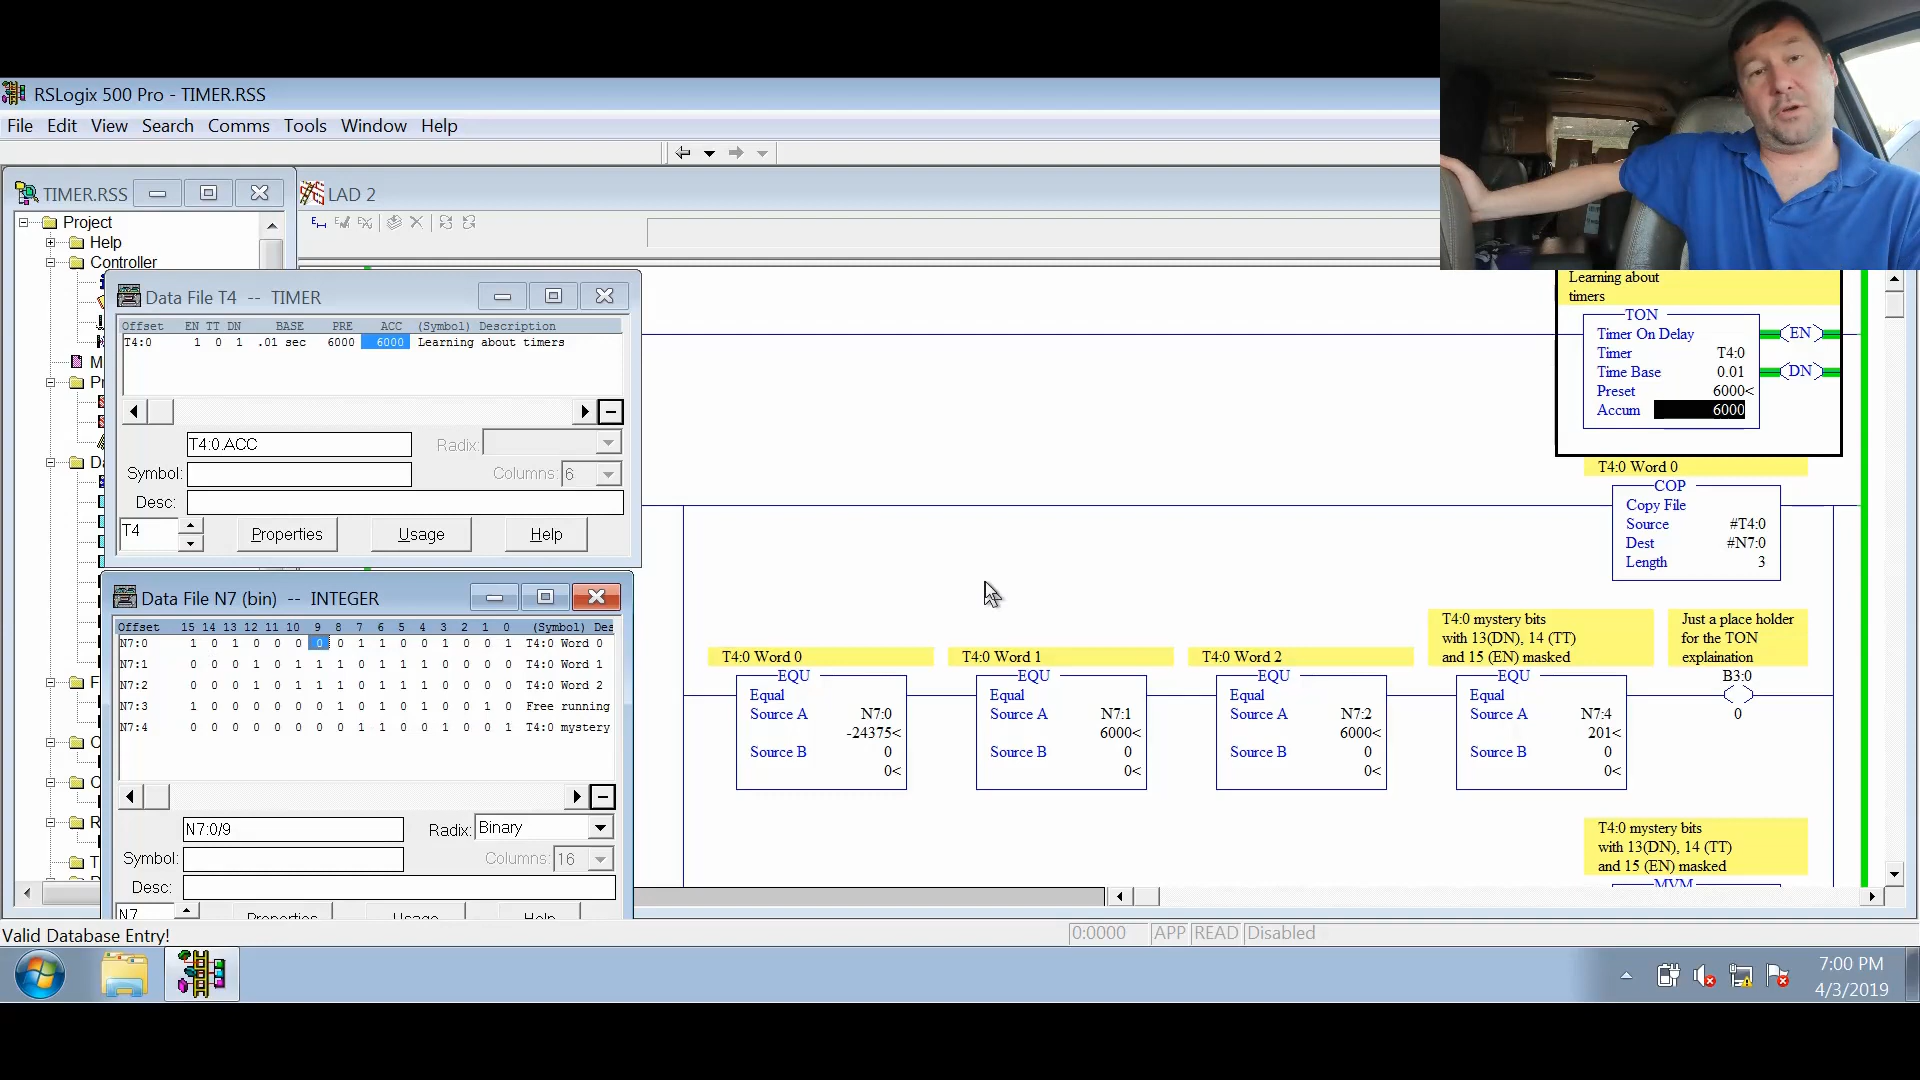 RSLogix 500 Pro - TIMER.RSS
File Edit View Search Comms Tools Window Help
TIMER.RSS
LAD 2
Project
Help
Controller
Data File T4 -- TIMER
Offset EN TT DN BASE PRE ACC (Symbol) Description
T4:0 1 0 1 .01 sec 6000 6000 Learning about timers
T4:0.ACC
Radix:
Symbol:
Columns: 6
Desc:
T4
Properties Usage Help
Data File N7 (bin) -- INTEGER
Offset 15 14 13 12 11 10 9 8 7 6 5 4 3 2 1 0 (Symbol) Des
N7:0 1 0 1 0 0 0 0 0 1 1 0 0 1 0 0 1 T4:0 Word 0
N7:1 0 0 0 1 0 1 1 1 0 1 1 1 0 0 0 0 T4:0 Word 1
N7:2 0 0 0 1 0 1 1 1 0 1 1 1 0 0 0 0 T4:0 Word 2
N7:3 1 0 0 0 0 0 0 1 0 1 0 1 0 0 1 0 Free running
N7:4 0 0 0 0 0 0 0 0 1 1 0 0 1 0 0 1 T4:0 mystery
N7:0/9
Radix: Binary
Symbol:
Columns: 16
Desc:
N7
Properties Usage Help
Learning about
timers
TON
Timer On Delay
Timer T4:0
Time Base 0.01
Preset 6000<
Accum 6000
EN
DN
T4:0 Word 0
COP
Copy File
Source #T4:0
Dest #N7:0
Length 3
T4:0 Word 0
EQU
Equal
Source A N7:0
-24375<
Source B 0
0<
T4:0 Word 1
EQU
Equal
Source A N7:1
6000<
Source B 0
0<
T4:0 Word 2
EQU
Equal
Source A N7:2
6000<
Source B 0
0<
T4:0 mystery bits
with 13(DN), 14 (TT)
and 15 (EN) masked
EQU
Equal
Source A N7:4
201<
Source B 0
0<
Just a place holder
for the TON
explaination
B3:0
0
T4:0 mystery bits
with 13(DN), 14 (TT)
and 15 (EN) masked
MVM
Valid Database Entry!
0:0000 APP READ Disabled
7:00 PM
4/3/2019